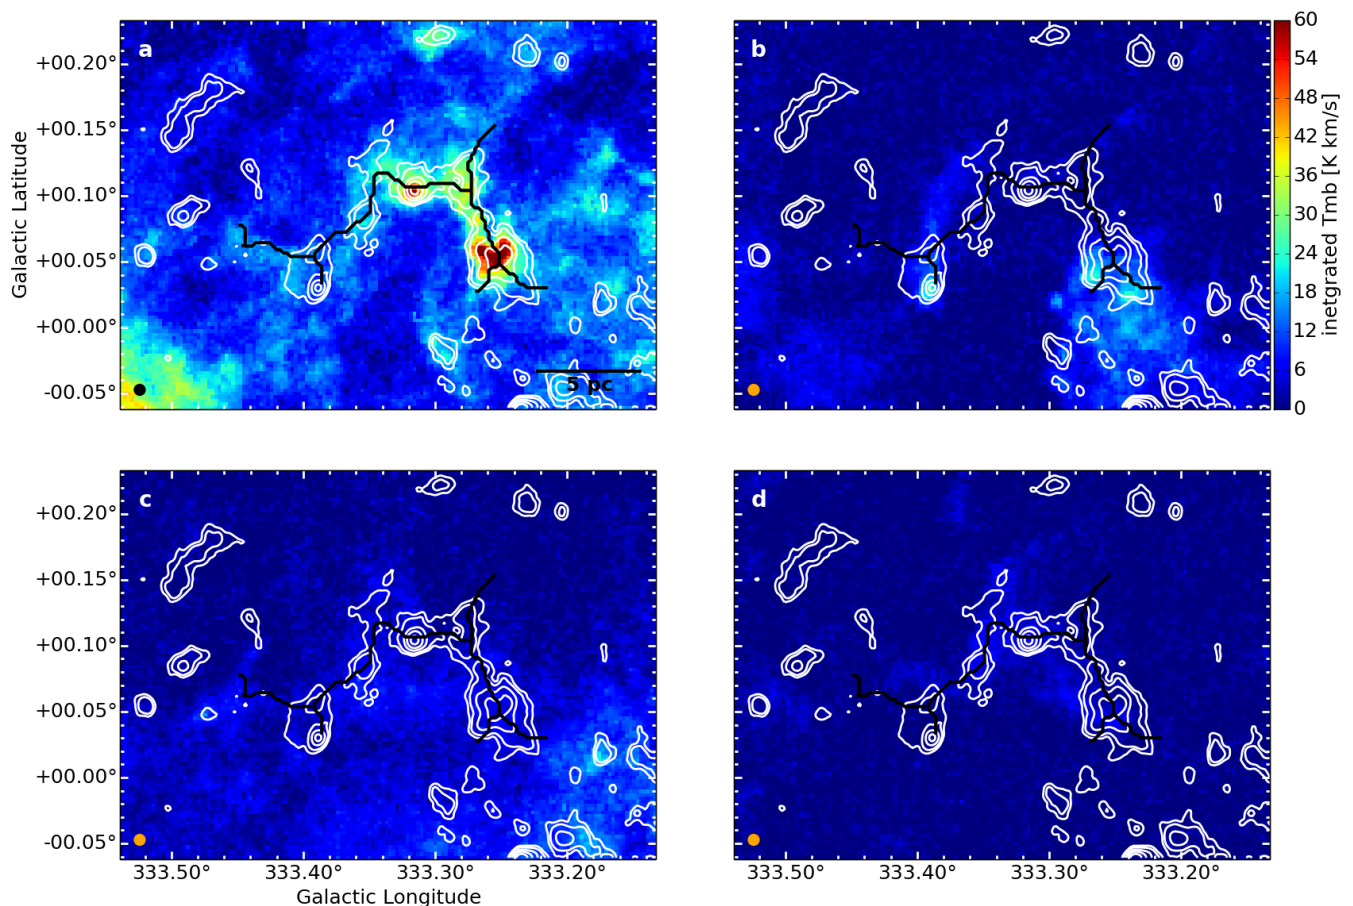 a
b
+00.20°
+00.15°
+00.10°
+00.05°
+00.00°
-00.05°
Galactic Latitude
5 pc
60
54
48
42
36
30
24
18
12
6
0
inetgrated Tmb [K km/s]
c
d
+00.20°
+00.15°
+00.10°
+00.05°
+00.00°
-00.05°
333.50° 333.40° 333.30° 333.20°
333.50° 333.40° 333.30° 333.20°
Galactic Longitude